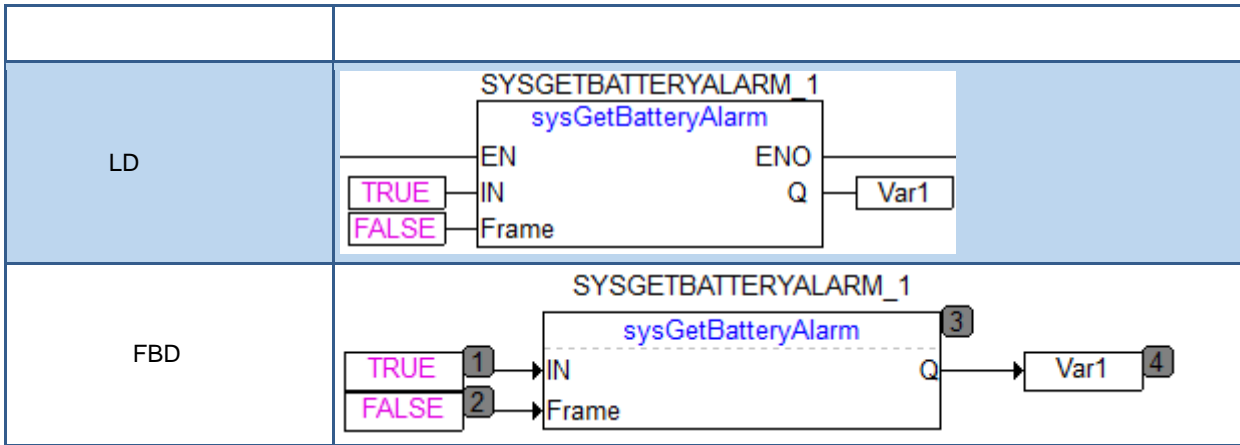 LD
SYSGETBATTERYALARM_1
sysGetBatteryAlarm
EN ENO
TRUE IN Q Var1
FALSE Frame
FBD
SYSGETBATTERYALARM_1
sysGetBatteryAlarm 3
TRUE 1 IN Q Var1 4
FALSE 2 Frame